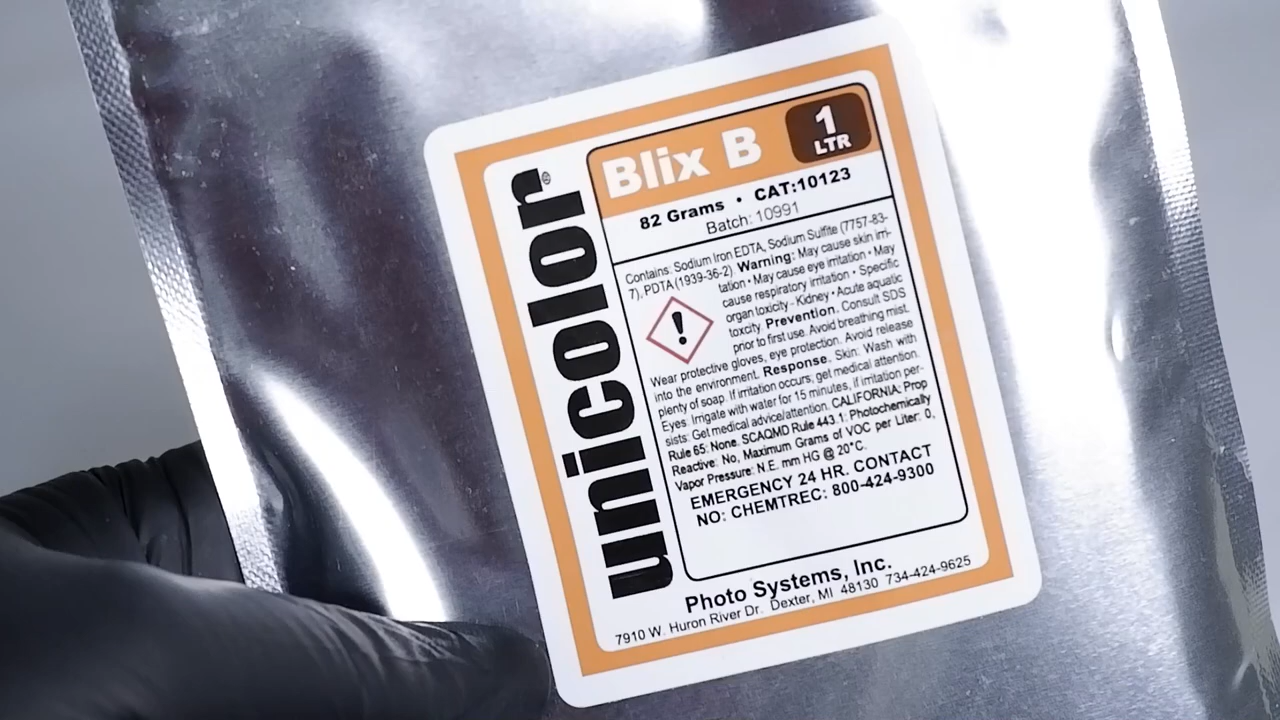 unicolor®
Blix B
1
LTR
82 Grams • CAT:10123
Batch: 10991
Contains: Sodium Iron EDTA, Sodium Sulfite (7757-83-
7), PDTA (1939-36-2) Warning: May cause skin irri-
tation • May cause eye irritation • May
cause respiratory irritation • Specific
organ toxicity - Kidney • Acute aquatic
toxcity. Prevention. Consult SDS
prior to first use. Avoid breathing mist.
Wear protective gloves, eye protection. Avoid release
into the environment. Response. Skin: Wash with
plenty of soap. If irritation occurs, get medical attention.
Eyes: Irrigate with water for 15 minutes, if irritation per-
sists: Get medical advice/attention. CALIFORNIA: Prop
Rule 65: None. SCAQMD Rule 443.1: Photochemically
Reactive: No, Maximum Grams of VOC per Liter: 0,
Vapor Pressure: N.E. mm HG @ 20°C.
EMERGENCY 24 HR. CONTACT
NO: CHEMTREC: 800-424-9300
Photo Systems, Inc.
7910 W. Huron River Dr. Dexter, MI 48130 734-424-9625